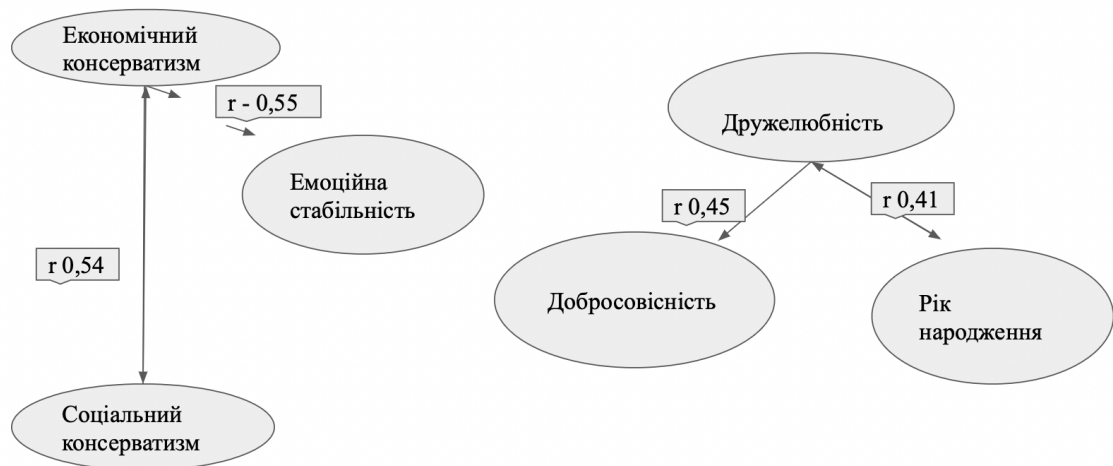 Економічний
консерватизм
r - 0,55
Емоційна
стабільність
r 0,54
Соціальний
консерватизм
Дружелюбність
r 0,45
r 0,41
Добросовісність
Рік
народження